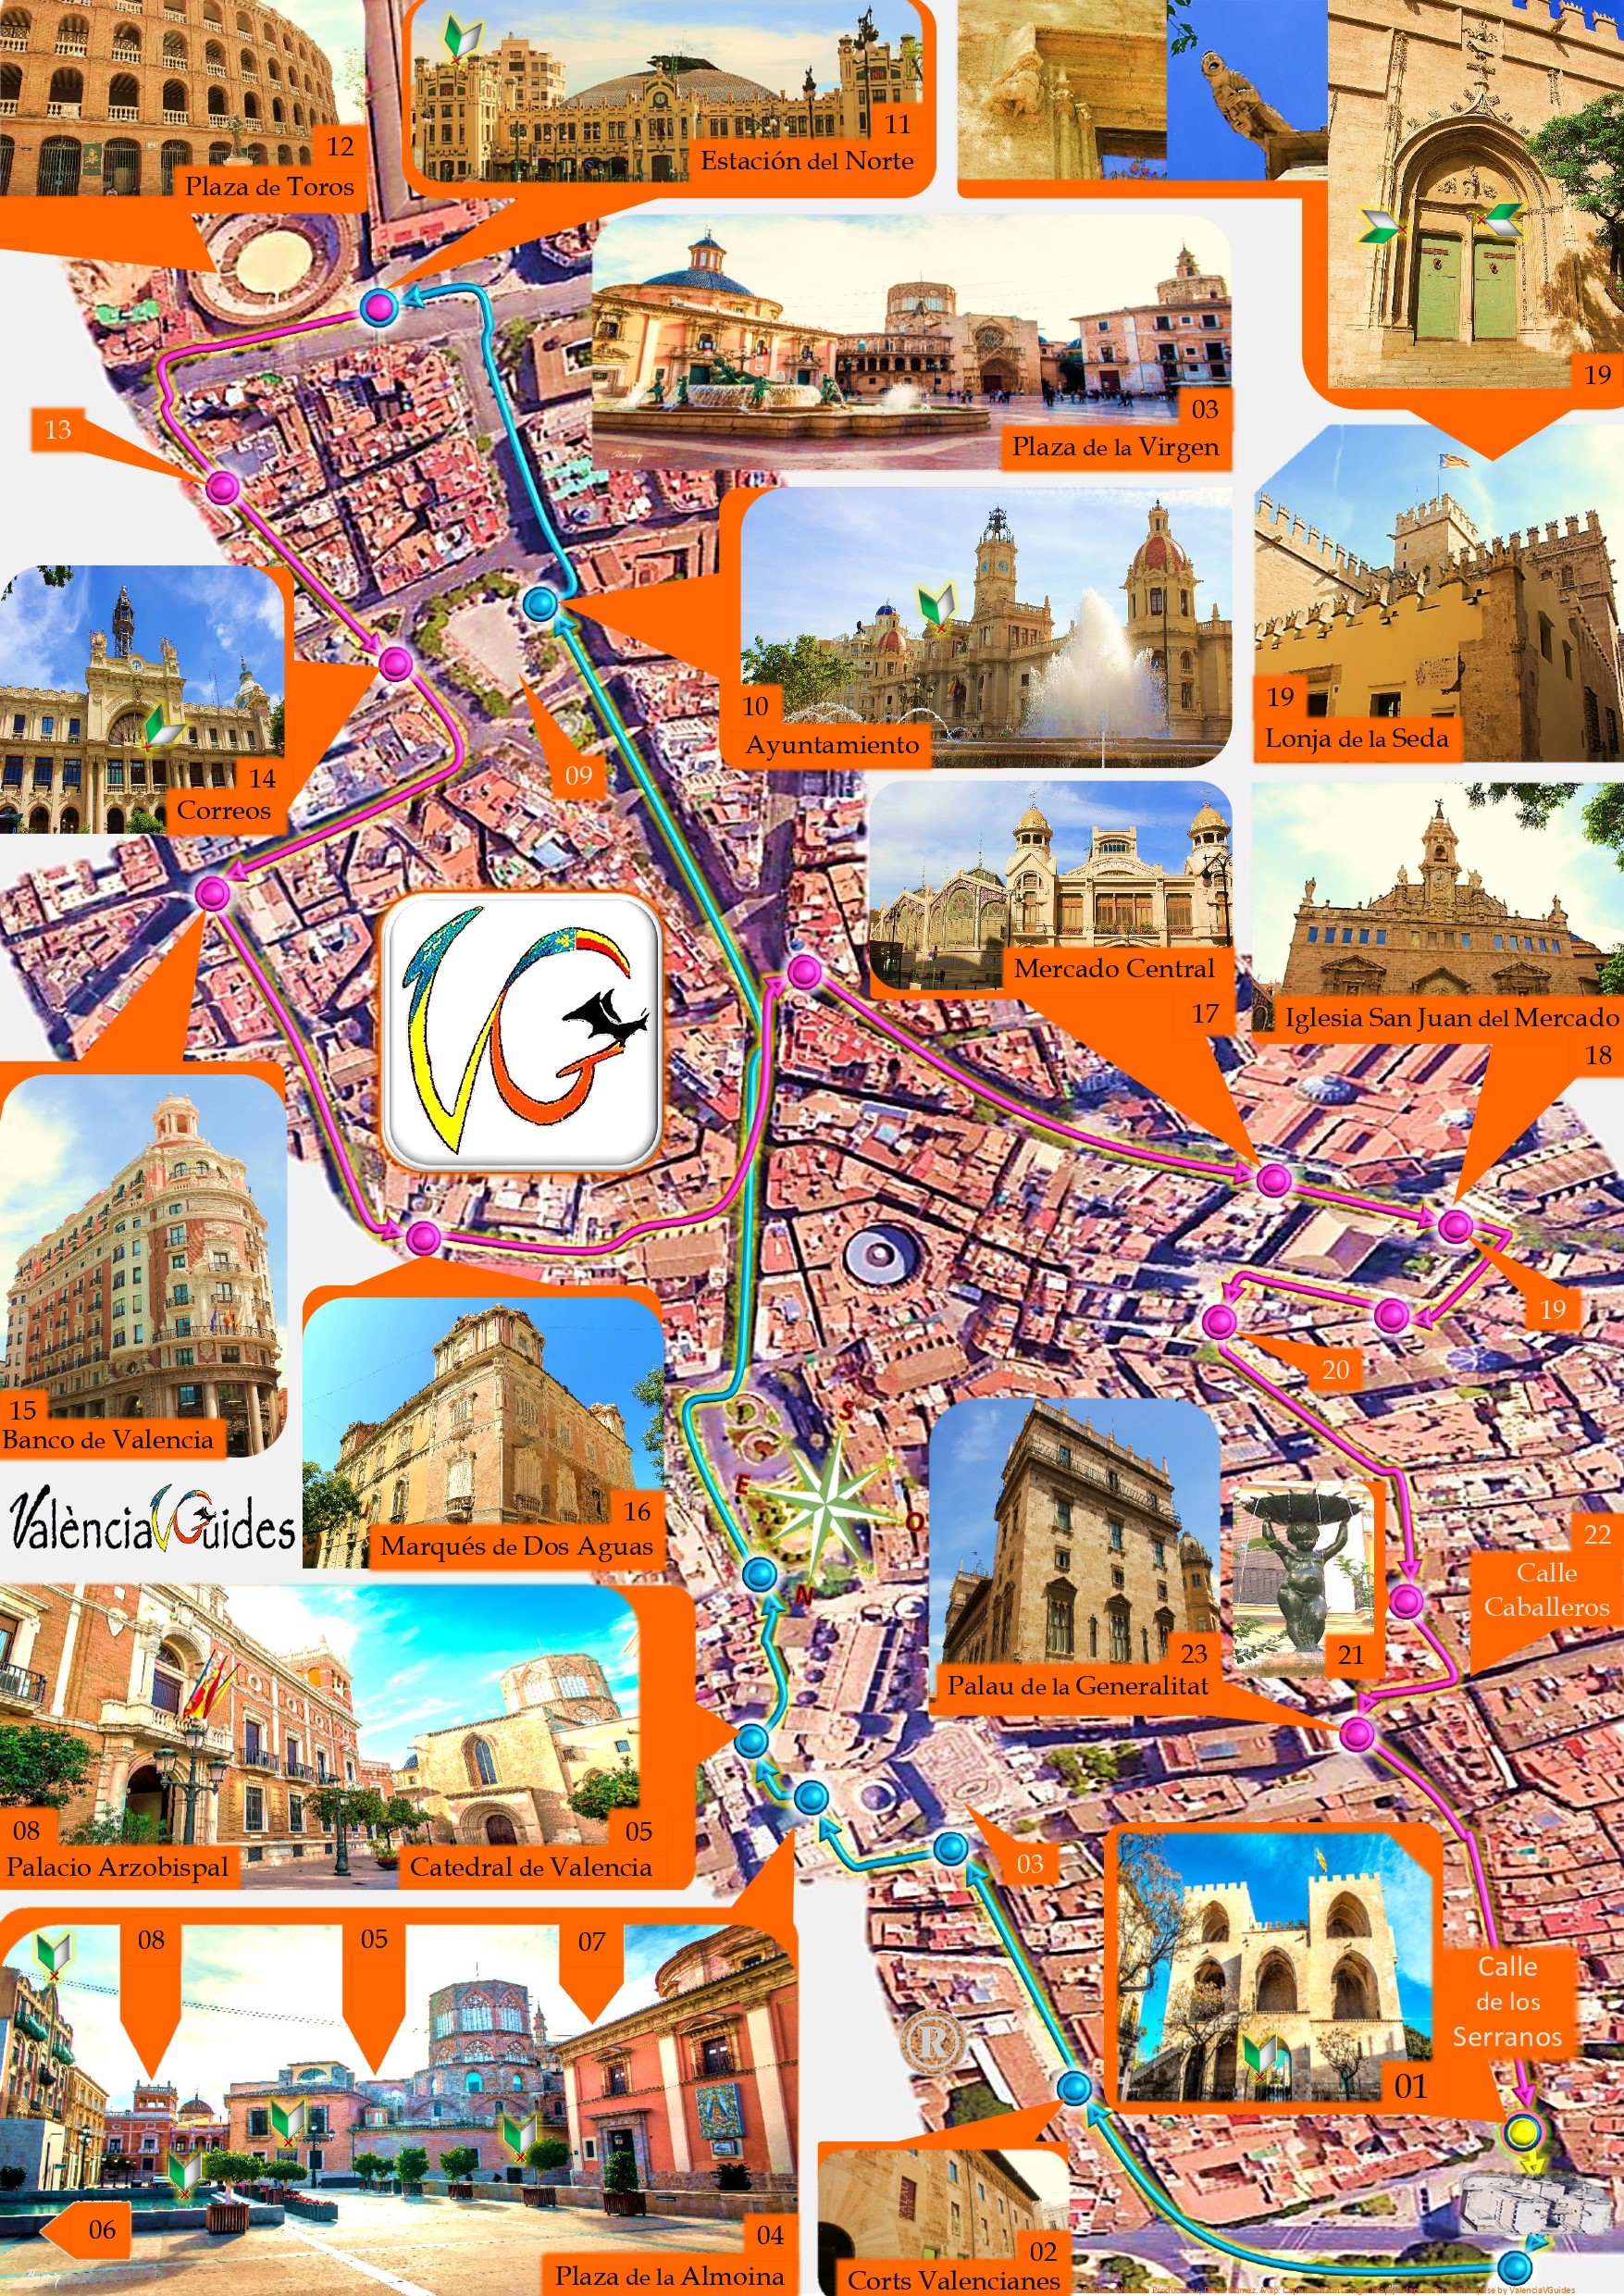 12
Plaza de Toros
11
Estación del Norte
19
03
Plaza de la Virgen
13
10
Ayuntamiento
19
Lonja de la Seda
14
Correos
09
Mercado Central
17
Iglesia San Juan del Mercado
18
15
Banco de Valencia
19
20
16
Marqués de Dos Aguas
València VG Guides
S
E
O
N
23
Palau de la Generalitat
21
22
Calle
Caballeros
08
Palacio Arzobispal
05
Catedral de Valencia
03
08
05
07
06
04
Plaza de la Almoina
®
01
Calle
de los
Serranos
02
Corts Valencianes